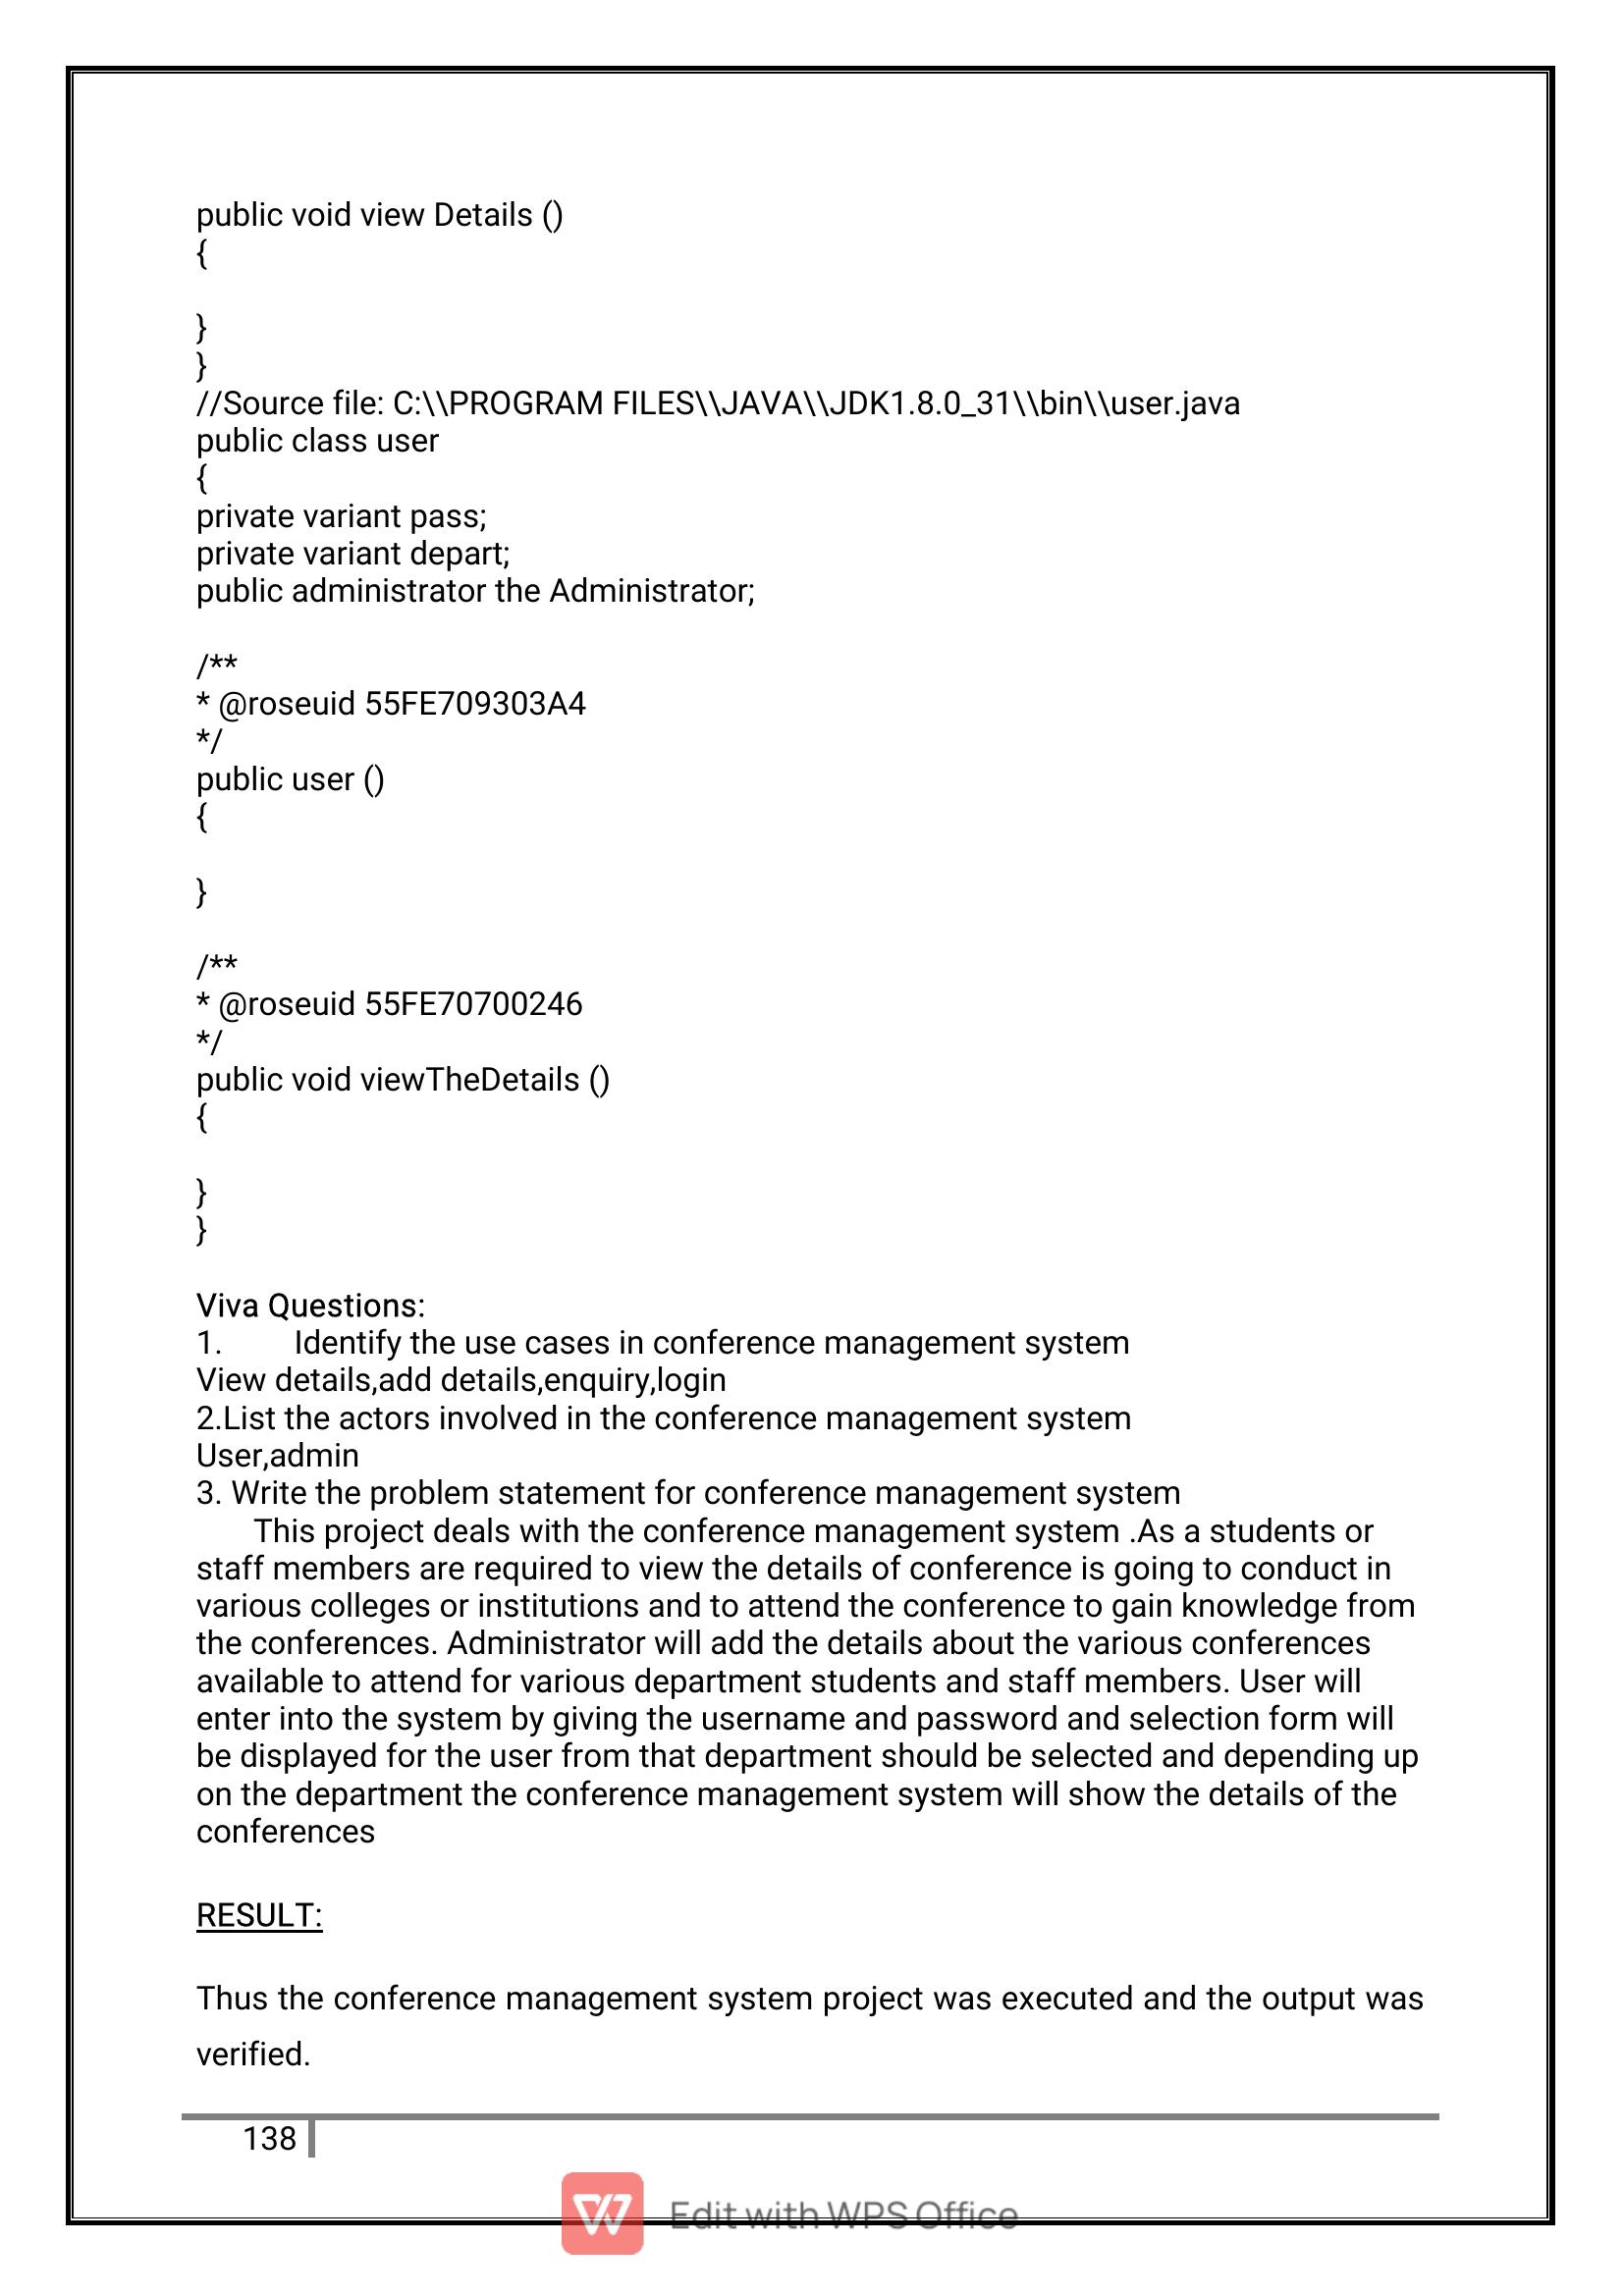 public void view Details ()
{
}
}
//Source file: C:\\PROGRAM FILES\\JAVA\\JDK1.8.0_31\\bin\\user.java
public class user
{
private variant pass;
private variant depart;
public administrator the Administrator;
/**
* @roseuid 55FE709303A4
*/
public user ()
{
}
/**
* @roseuid 55FE70700246
*/
public void viewTheDetails ()
{
}
}
Viva Questions:
1. Identify the use cases in conference management system
View details,add details,enquiry,login
2.List the actors involved in the conference management system
User,admin
3. Write the problem statement for conference management system
This project deals with the conference management system .As a students or
staff members are required to view the details of conference is going to conduct in
various colleges or institutions and to attend the conference to gain knowledge from
the conferences. Administrator will add the details about the various conferences
available to attend for various department students and staff members. User will
enter into the system by giving the username and password and selection form will
be displayed for the user from that department should be selected and depending up
on the department the conference management system will show the details of the
conferences
RESULT:
Thus the conference management system project was executed and the output was
verified.
138
Edit with WPS Office